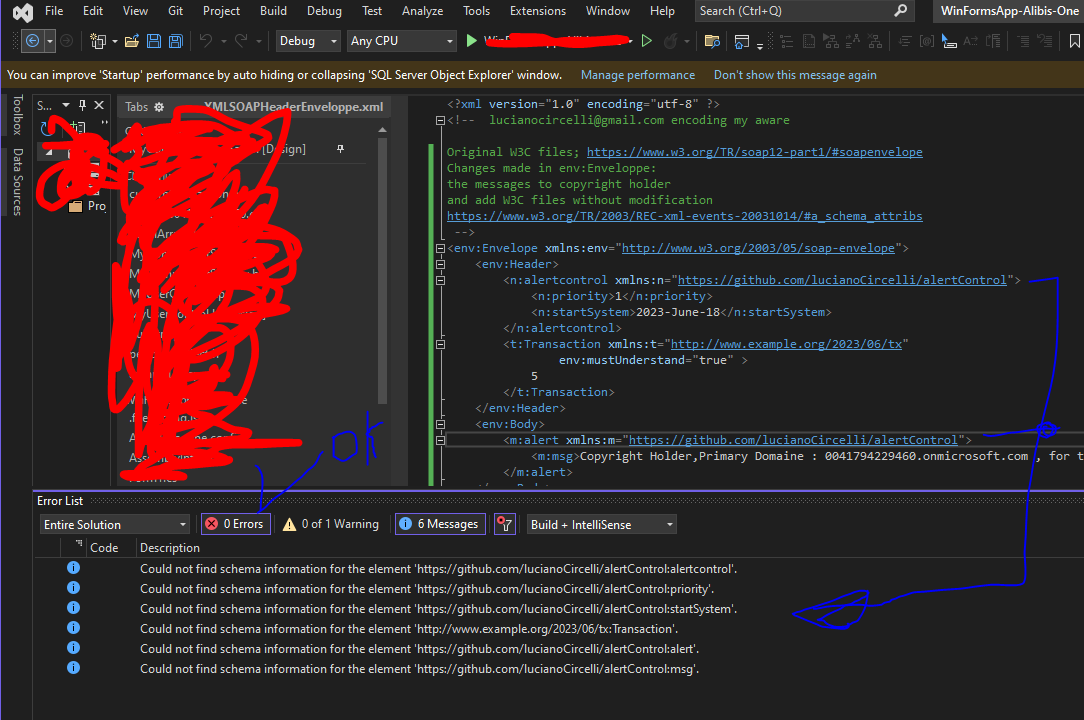 File Edit View Git Project Build Debug Test Analyze Tools Extensions Window Help Search (Ctrl+Q) WinFormsApp-Alibis-One
Debug Any CPU
You can improve 'Startup' performance by auto hiding or collapsing 'SQL Server Object Explorer' window. Manage performance Don't show this message again
Toolbox
Data Sources
S...
Pro
Tabs
XMLSOAPHeaderEnveloppe.xml
[Design]
<?xml version="1.0" encoding="utf-8" ?>
<!-- lucianocircelli@gmail.com encoding my aware
Original W3C files; https://www.w3.org/TR/soap12-part1/#soapenvelope
Changes made in env:Enveloppe:
the messages to copyright holder
and add W3C files without modification
https://www.w3.org/TR/2003/REC-xml-events-20031014/#a_schema_attribs
-->
<env:Envelope xmlns:env="http://www.w3.org/2003/05/soap-envelope">
<env:Header>
<n:alertcontrol xmlns:n="https://github.com/lucianoCircelli/alertControl">
<n:priority>1</n:priority>
<n:startSystem>2023-June-18</n:startSystem>
</n:alertcontrol>
<t:Transaction xmlns:t="http://www.example.org/2023/06/tx"
env:mustUnderstand="true" >
5
</t:Transaction>
</env:Header>
<env:Body>
<m:alert xmlns:m="https://github.com/lucianoCircelli/alertControl">
<m:msg>Copyright Holder,Primary Domaine : 0041794229460.onmicrosoft.com , for t
</m:alert>
ok
Error List
Entire Solution 0 Errors 0 of 1 Warning 6 Messages Build + IntelliSense
Code Description
Could not find schema information for the element 'https://github.com/lucianoCircelli/alertControl:alertcontrol'.
Could not find schema information for the element 'https://github.com/lucianoCircelli/alertControl:priority'.
Could not find schema information for the element 'https://github.com/lucianoCircelli/alertControl:startSystem'.
Could not find schema information for the element 'http://www.example.org/2023/06/tx:Transaction'.
Could not find schema information for the element 'https://github.com/lucianoCircelli/alertControl:alert'.
Could not find schema information for the element 'https://github.com/lucianoCircelli/alertControl:msg'.